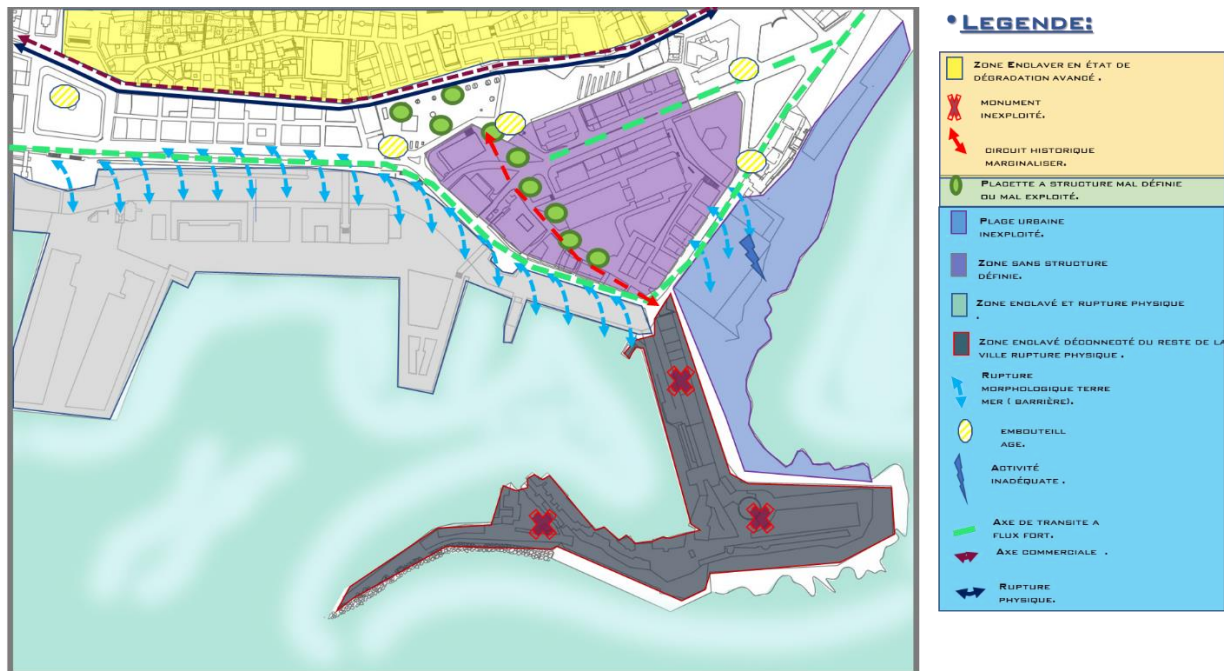 • LEGENDE:
ZONE ENCLAVER EN ÉTAT DE
DÉGRADATION AVANCÉ .
MONUMENT
INEXPLOITÉ.
CIRCUIT HISTORIQUE
MARGINALISER.
PLACETTE A STRUCTURE MAL DÉFINIE
OU MAL EXPLOITÉ.
PLAGE URBAINE
INEXPLOITÉ.
ZONE SANS STRUCTURE
DÉFINIE.
ZONE ENCLAVÉ ET RUPTURE PHYSIQUE
.
ZONE ENCLAVÉ DÉCONNECTÉ DU RESTE DE LA
VILLE RUPTURE PHYSIQUE .
RUPTURE
MORPHOLOGIQUE TERRE
MER ( BARRIÈRE).
EMBOUTEILL
AGE.
ACTIVITÉ
INADÉQUATE .
AXE DE TRANSITE A
FLUX FORT.
AXE COMMERCIALE .
RUPTURE
PHYSIQUE.